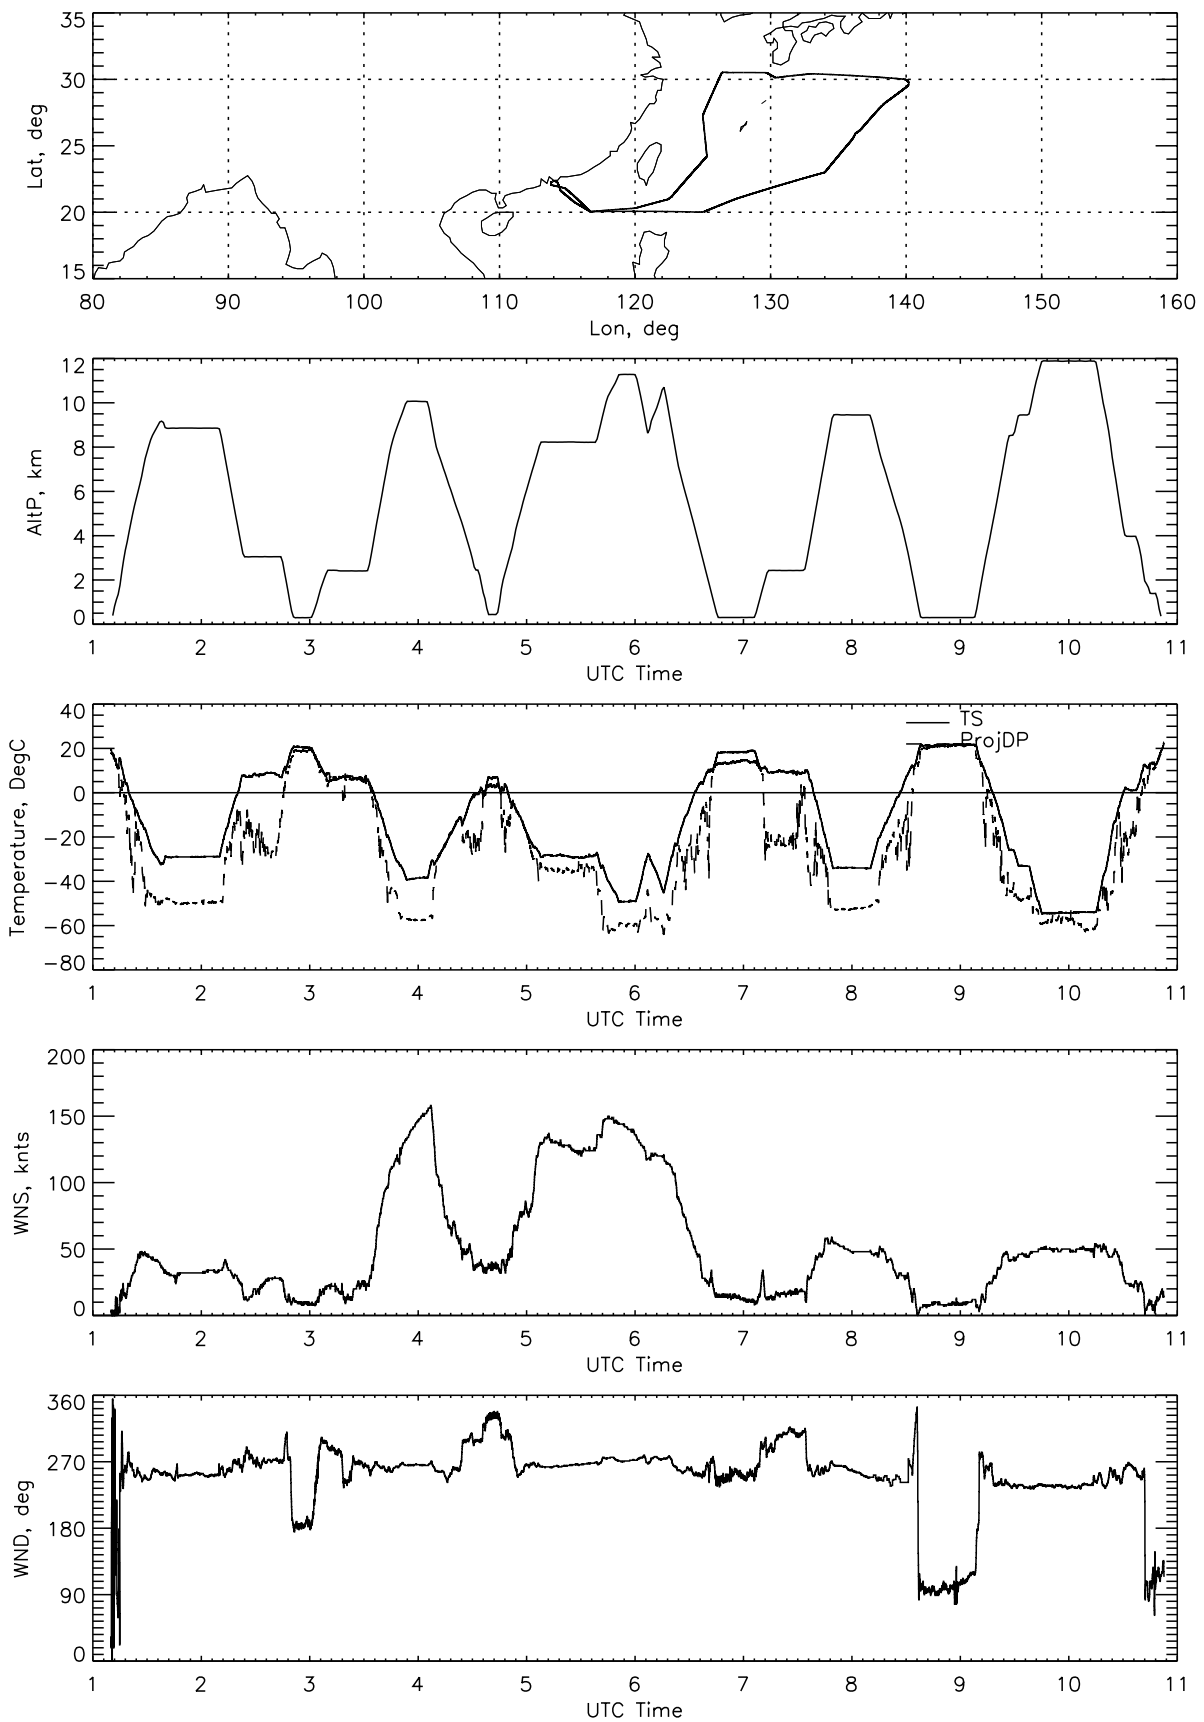 35
30
25
20
15
Lat, deg
80 90 100 110 120 130 140 150 160
Lon, deg
12
10
8
6
4
2
0
AltP, km
1 2 3 4 5 6 7 8 9 10 11
UTC Time
40
20
0
-20
-40
-60
-80
Temperature, DegC
TS
ProjDP
1 2 3 4 5 6 7 8 9 10 11
UTC Time
200
150
100
50
0
WNS, knts
1 2 3 4 5 6 7 8 9 10 11
UTC Time
360
270
180
90
0
WND, deg
1 2 3 4 5 6 7 8 9 10 11
UTC Time